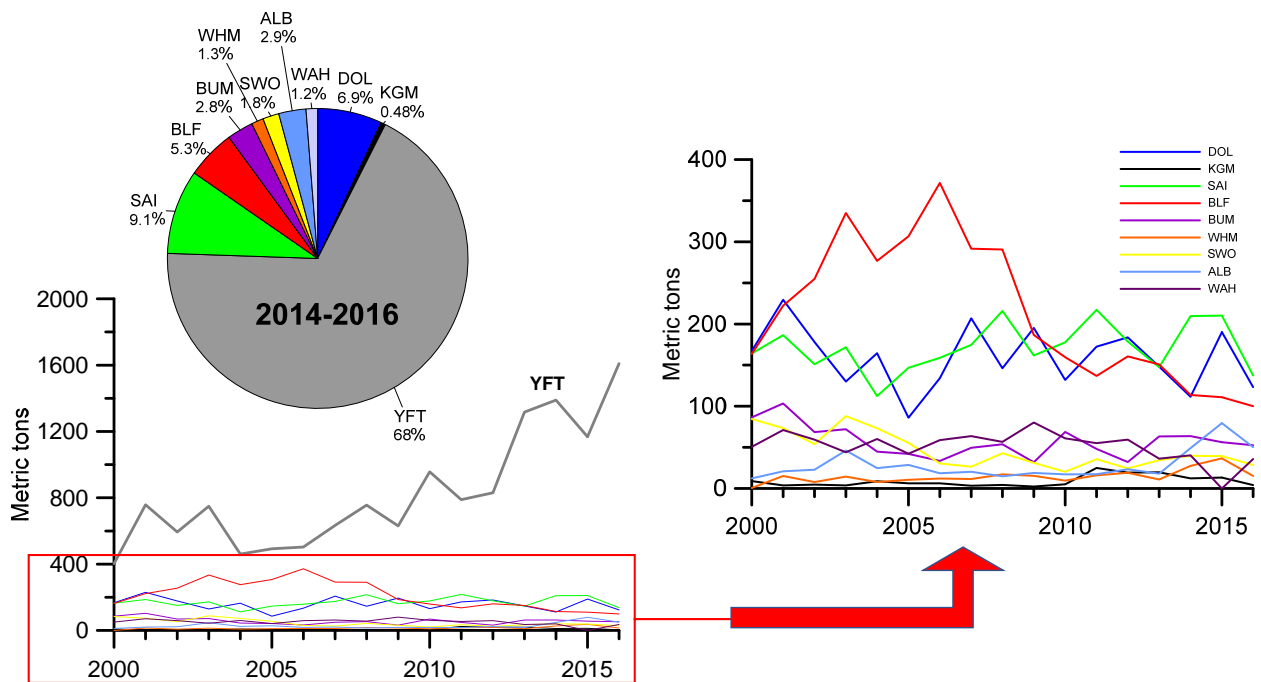 ALB
2.9%
WHM
1.3%
WAH
1.2%
DOL
6.9%
SWO
1.8%
BUM
2.8%
KGM
0.48%
BLF
5.3%
SAI
9.1%
2014-2016
YFT
68%
YFT
Metric tons
2000
1600
1200
800
400
0
2000
2005
2010
2015
Metric tons
400
300
200
100
0
2000
2005
2010
2015
DOL
KGM
SAI
BLF
BUM
WHM
SWO
ALB
WAH